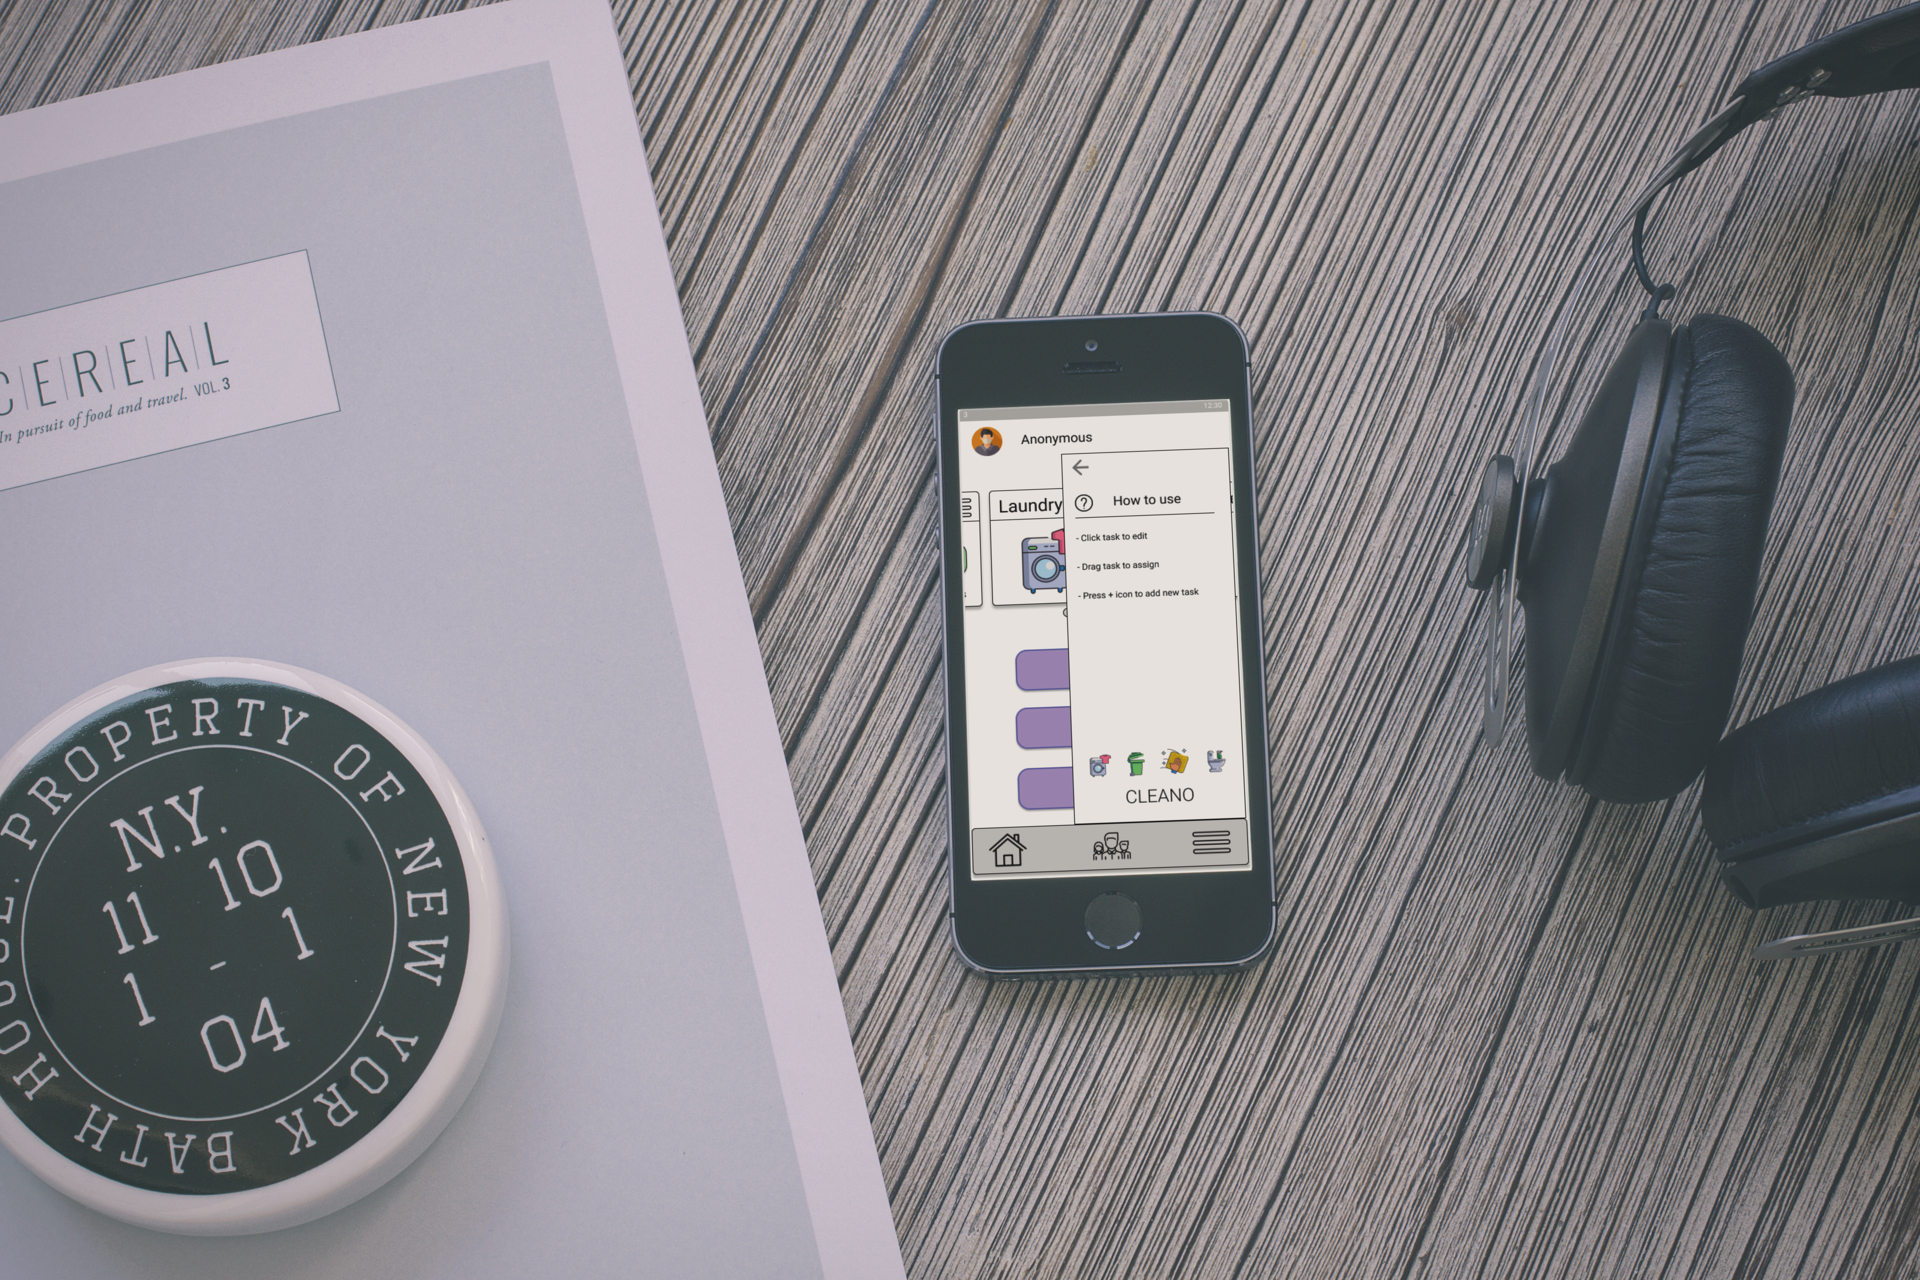 CEREAL
In pursuit of food and travel. VOL. 3
PROPERTY OF NEW YORK BATH HOUSE.
N.Y.
11 10
1 - 1
04
12:30
Anonymous
Laundry
How to use
- Click task to edit
- Drag task to assign
- Press + icon to add new task
CLEANO